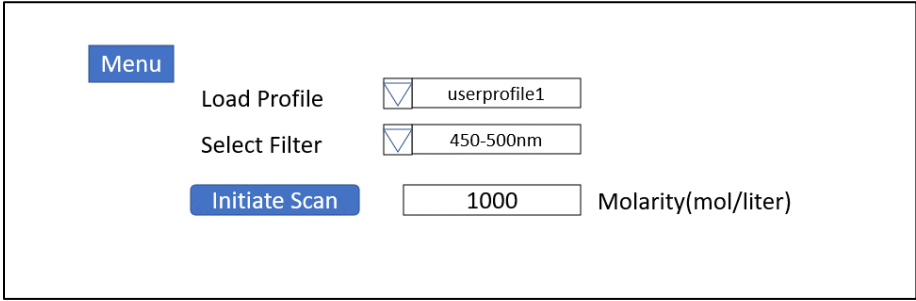 Menu
Load Profile userprofile1
Select Filter 450-500nm
Initiate Scan 1000 Molarity(mol/liter)